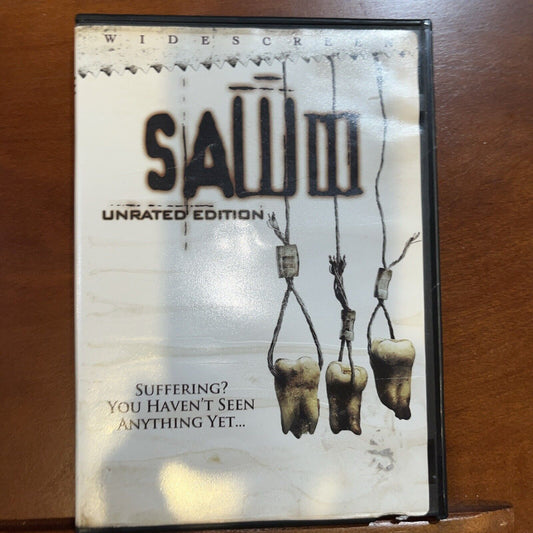 WIDESCREEN
SAW III
UNRATED EDITION
SUFFERING?
YOU HAVEN'T SEEN
ANYTHING YET...